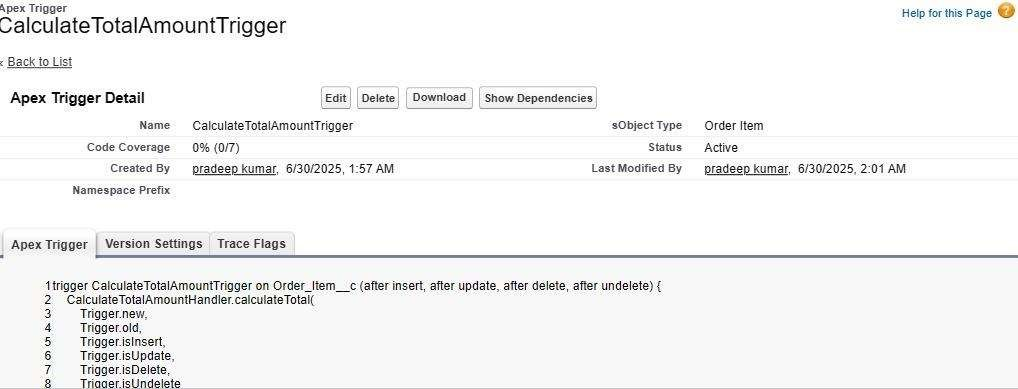 Apex Trigger
CalculateTotalAmountTrigger
Help for this Page ?
« Back to List
Apex Trigger Detail
Edit Delete Download Show Dependencies
Name CalculateTotalAmountTrigger sObject Type Order Item
Code Coverage 0% (0/7) Status Active
Created By pradeep kumar, 6/30/2025, 1:57 AM Last Modified By pradeep kumar, 6/30/2025, 2:01 AM
Namespace Prefix
Apex Trigger Version Settings Trace Flags
1 trigger CalculateTotalAmountTrigger on Order_Item__c (after insert, after update, after delete, after undelete) {
2 CalculateTotalAmountHandler.calculateTotal(
3 Trigger.new,
4 Trigger.old,
5 Trigger.isInsert,
6 Trigger.isUpdate,
7 Trigger.isDelete,
8 Trigger.isUndelete